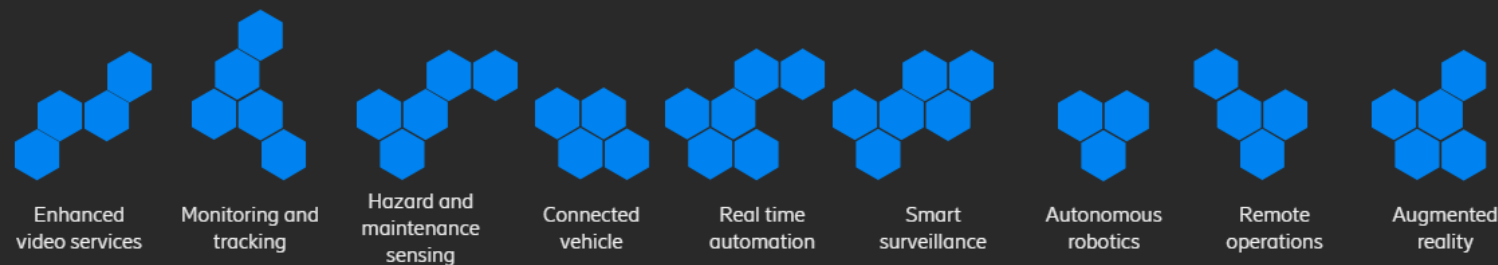 Enhanced
video services
Monitoring and
tracking
Hazard and
maintenance
sensing
Connected
vehicle
Real time
automation
Smart
surveillance
Autonomous
robotics
Remote
operations
Augmented
reality